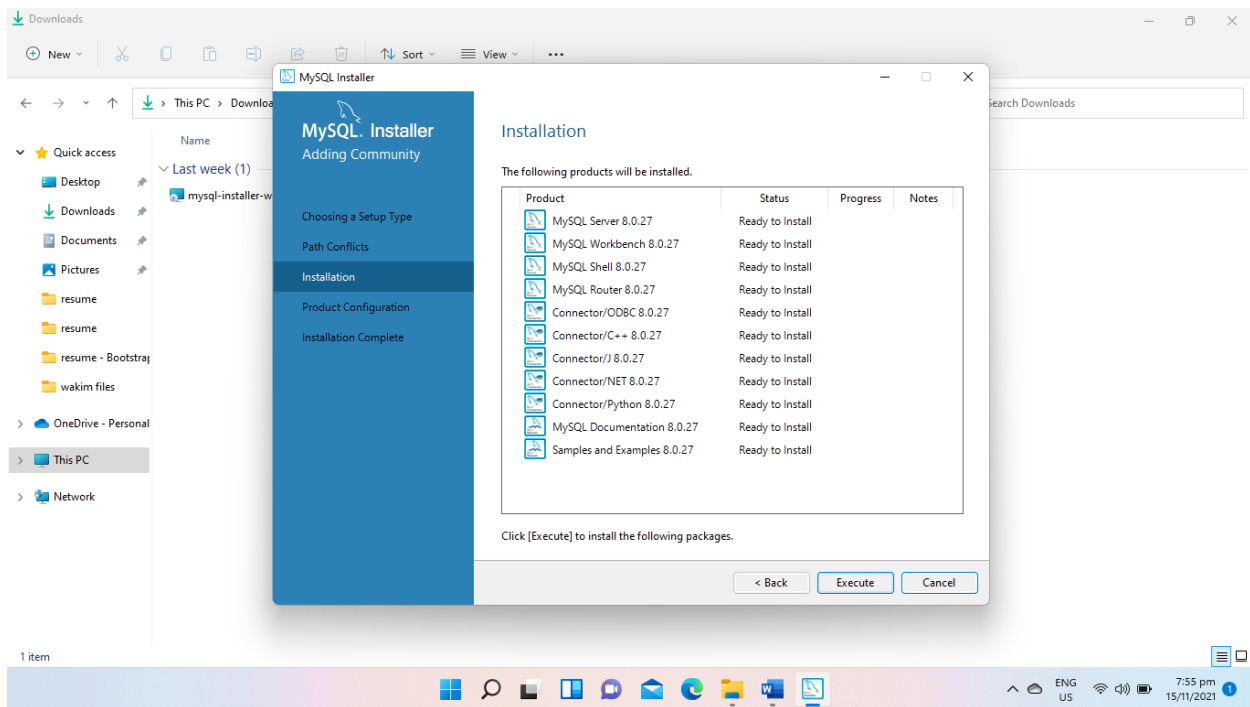 Downloads
New
Sort
View
MySQL Installer
This PC > Downloa
Search Downloads
MySQL. Installer
Adding Community
Choosing a Setup Type
Path Conflicts
Installation
Product Configuration
Installation Complete
Installation
The following products will be installed.
Product Status Progress Notes
MySQL Server 8.0.27 Ready to Install
MySQL Workbench 8.0.27 Ready to Install
MySQL Shell 8.0.27 Ready to Install
MySQL Router 8.0.27 Ready to Install
Connector/ODBC 8.0.27 Ready to Install
Connector/C++ 8.0.27 Ready to Install
Connector/J 8.0.27 Ready to Install
Connector/NET 8.0.27 Ready to Install
Connector/Python 8.0.27 Ready to Install
MySQL Documentation 8.0.27 Ready to Install
Samples and Examples 8.0.27 Ready to Install
Click [Execute] to install the following packages.
< Back Execute Cancel
Name
Last week (1)
mysql-installer-w
Quick access
Desktop
Downloads
Documents
Pictures
resume
resume
resume - Bootstrap
wakim files
OneDrive - Personal
This PC
Network
1 item
ENG
US
7:55 pm
15/11/2021
1